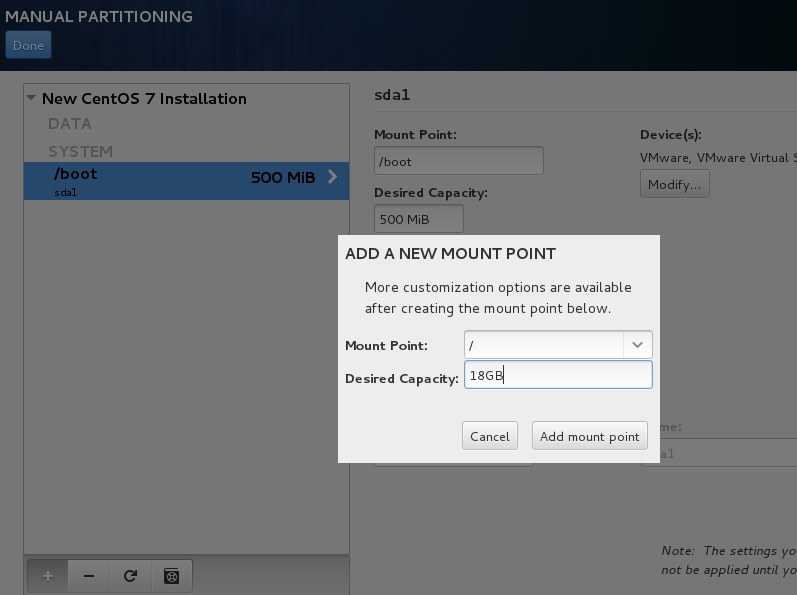 MANUAL PARTITIONING
Done
New CentOS 7 Installation
DATA
SYSTEM
/boot
500 MiB
sda1
sda1
Mount Point:
/boot
Desired Capacity:
500 MiB
Device(s):
VMware, VMware Virtual S
Modify...
ADD A NEW MOUNT POINT
More customization options are available
after creating the mount point below.
Mount Point:
/
Desired Capacity:
18GB
Cancel
Add mount point
me:
a1
Note: The settings yo
not be applied until yo